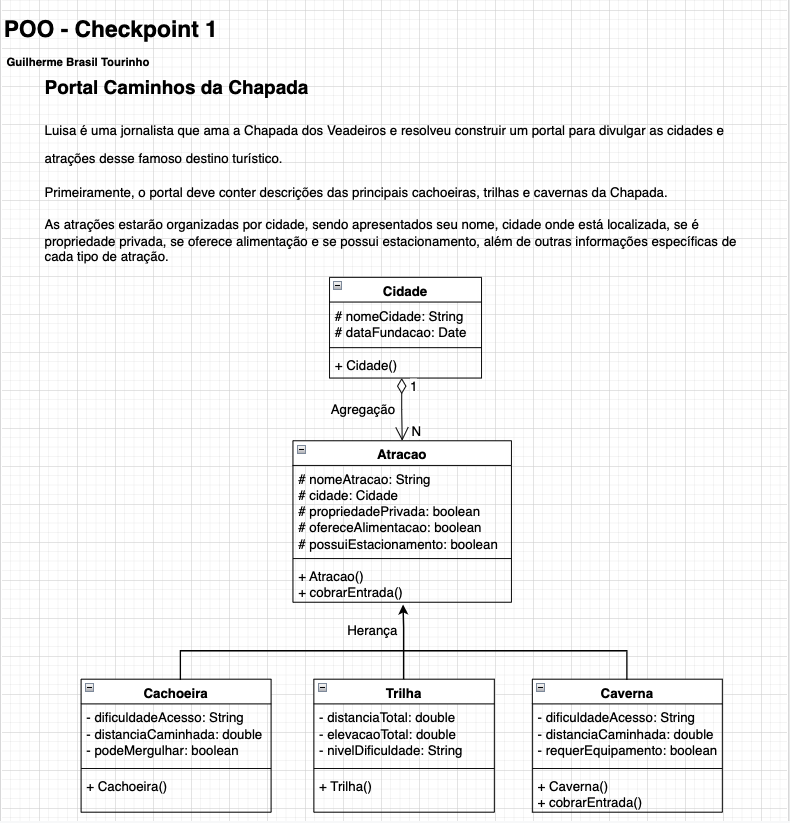 POO - Checkpoint 1
Guilherme Brasil Tourinho
Portal Caminhos da Chapada
Luisa é uma jornalista que ama a Chapada dos Veadeiros e resolveu construir um portal para divulgar as cidades e
atrações desse famoso destino turístico.
Primeiramente, o portal deve conter descrições das principais cachoeiras, trilhas e cavernas da Chapada.
As atrações estarão organizadas por cidade, sendo apresentados seu nome, cidade onde está localizada, se é
propriedade privada, se oferece alimentação e se possui estacionamento, além de outras informações específicas de
cada tipo de atração.
Cidade
# nomeCidade: String
# dataFundacao: Date
+ Cidade()
1
Agregação
N
Atracao
# nomeAtracao: String
# cidade: Cidade
# propriedadePrivada: boolean
# ofereceAlimentacao: boolean
# possuiEstacionamento: boolean
+ Atracao()
+ cobrarEntrada()
Herança
Cachoeira
- dificuldadeAcesso: String
- distanciaCaminhada: double
- podeMergulhar: boolean
+ Cachoeira()
Trilha
- distanciaTotal: double
- elevacaoTotal: double
- nivelDificuldade: String
+ Trilha()
Caverna
- dificuldadeAcesso: String
- distanciaCaminhada: double
- requerEquipamento: boolean
+ Caverna()
+ cobrarEntrada()